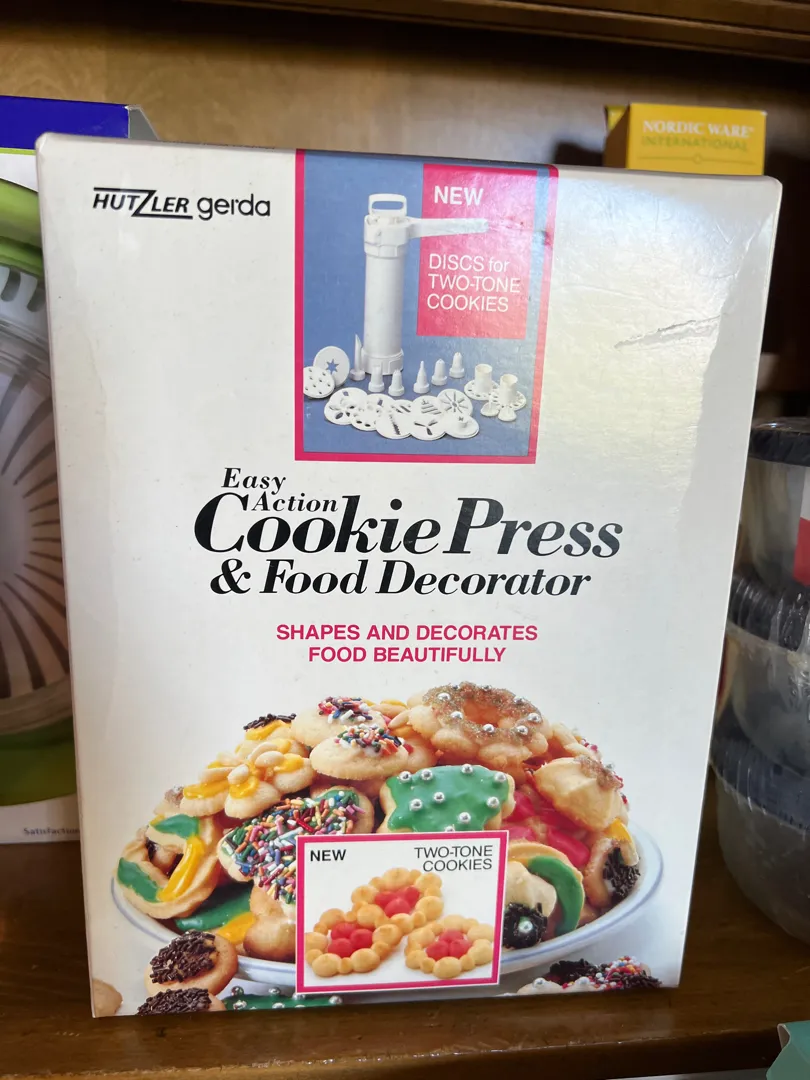 NORDIC WARE
INTERNATIONAL
HUTZLER gerda
NEW
DISCS for
TWO-TONE
COOKIES
Easy
Action
Cookie Press
& Food Decorator
SHAPES AND DECORATES
FOOD BEAUTIFULLY
NEW
TWO-TONE
COOKIES